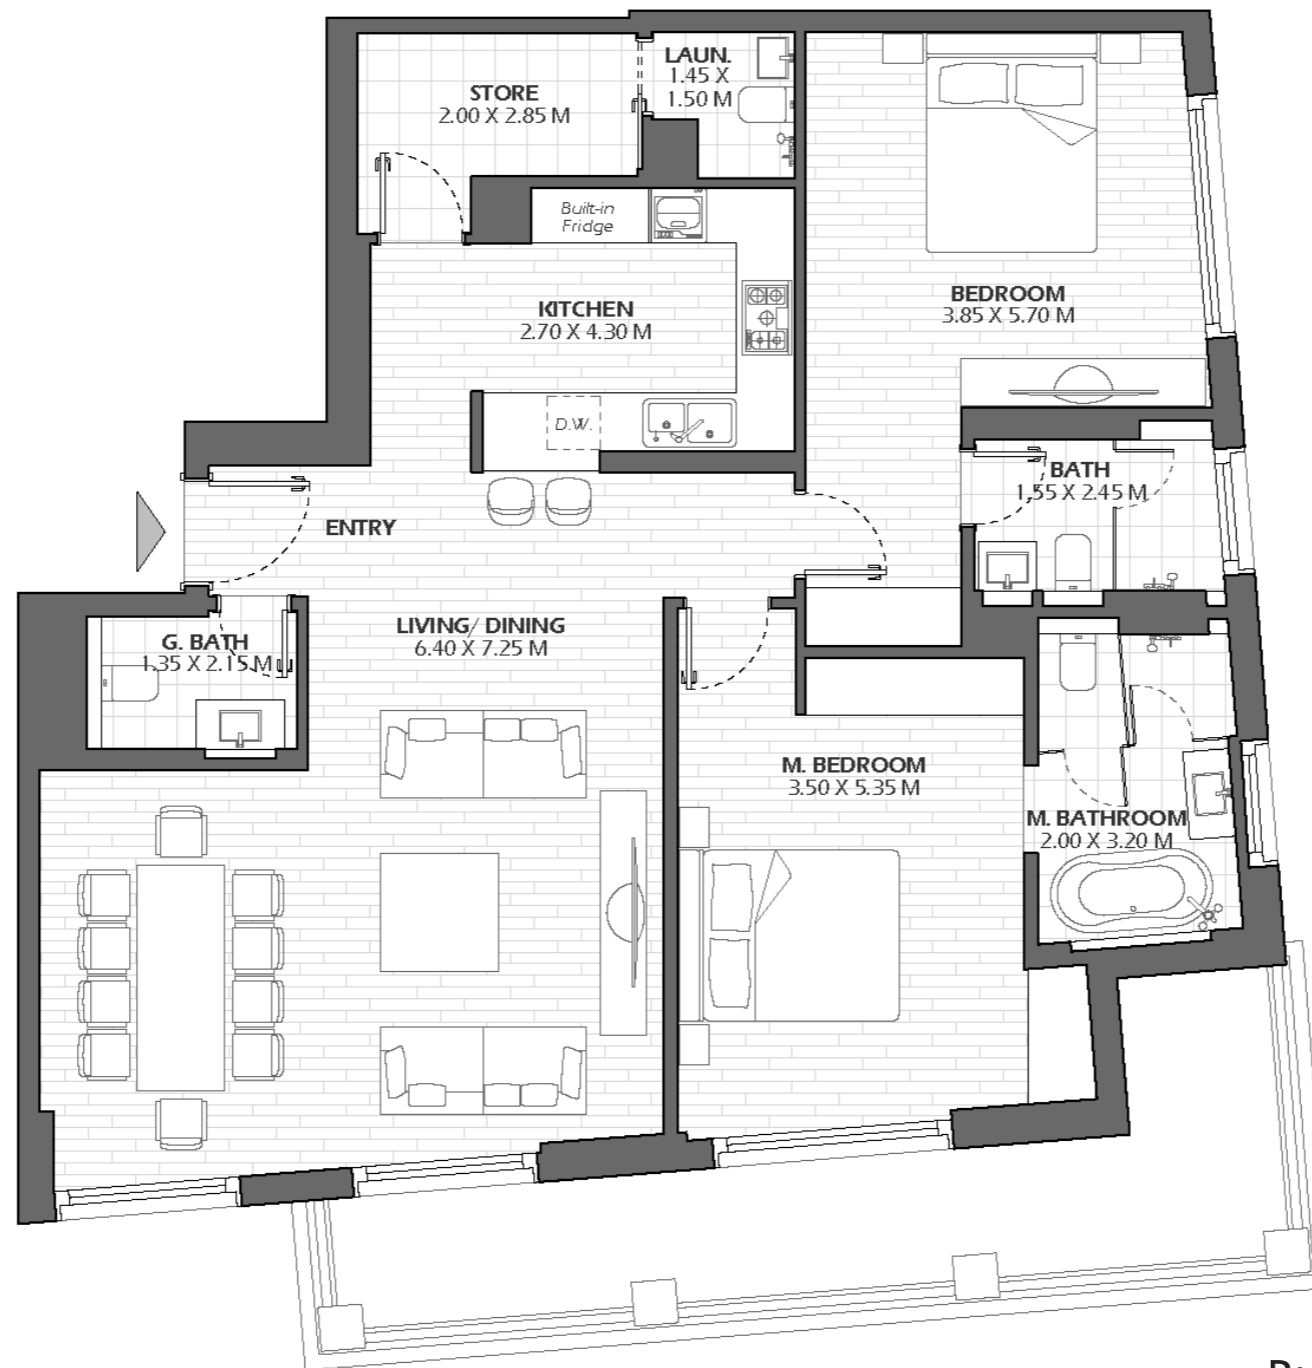 LAUN.
1.45 X
1.50 M
STORE
2.00 X 2.85 M
Built-in
Fridge
KITCHEN
2.70 X 4.30 M
BEDROOM
3.85 X 5.70 M
D.W.
BATH
1.55 X 2.45 M
ENTRY
G. BATH
1.35 X 2.15 M
LIVING/ DINING
6.40 X 7.25 M
M. BEDROOM
3.50 X 5.35 M
M. BATHROOM
2.00 X 3.20 M